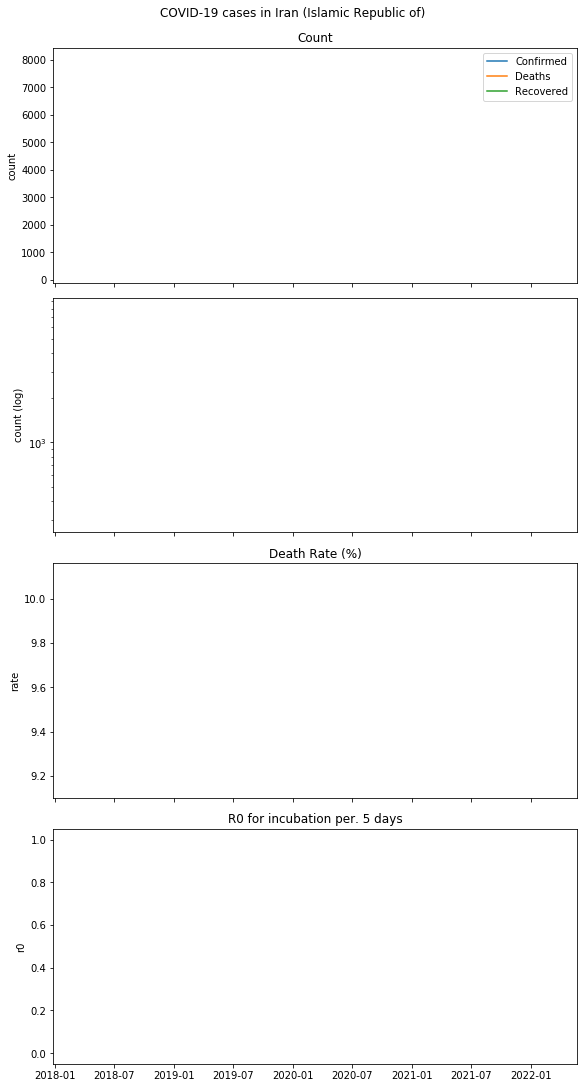 COVID-19 cases in Iran (Islamic Republic of)
Count
8000
7000
6000
5000
4000
3000
2000
1000
0
count
Confirmed
Deaths
Recovered
10³
count (log)
Death Rate (%)
10.0
9.8
9.6
9.4
9.2
rate
R0 for incubation per. 5 days
1.0
0.8
0.6
0.4
0.2
0.0
r0
2018-01 2018-07 2019-01 2019-07 2020-01 2020-07 2021-01 2021-07 2022-01